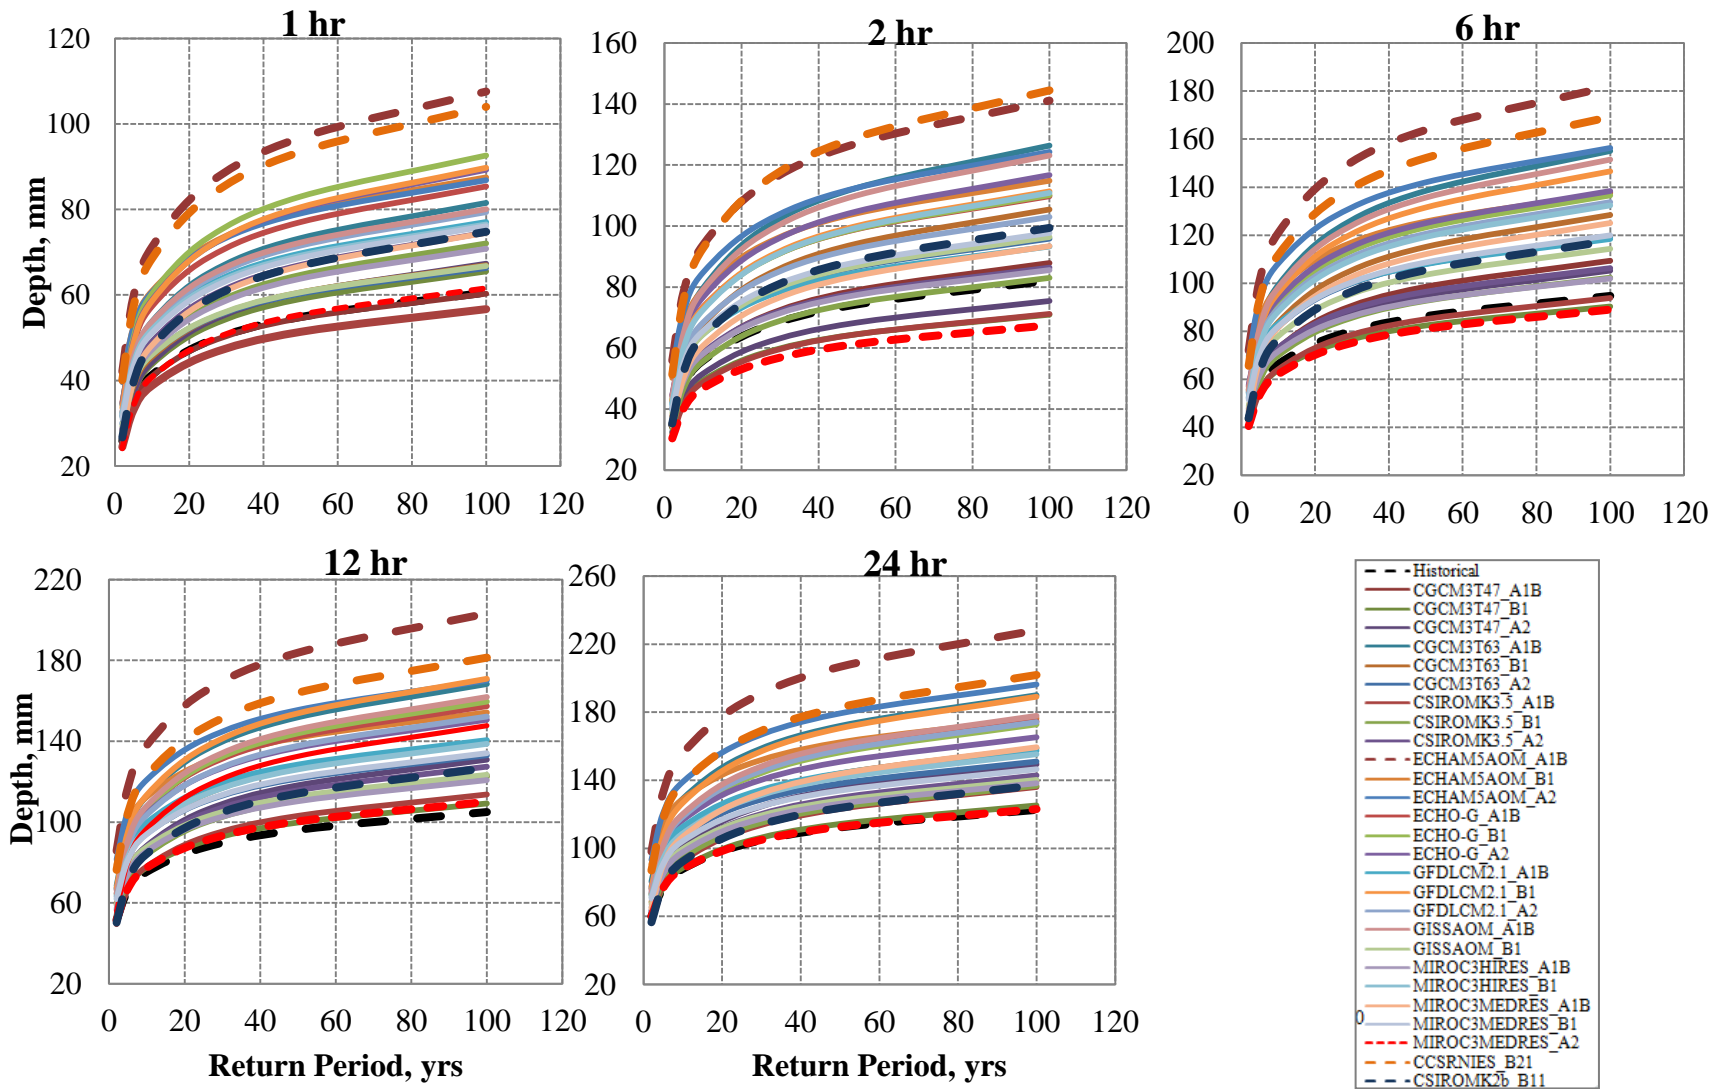 1 hr
120
100
80
60
40
20
0 20 40 60 80 100 120
Depth, mm
2 hr
160
140
120
100
80
60
40
20
0 20 40 60 80 100 120
6 hr
200
180
160
140
120
100
80
60
40
20
0 20 40 60 80 100 120
12 hr
220
180
140
100
60
20
0 20 40 60 80 100 120
Depth, mm
Return Period, yrs
24 hr
260
220
180
140
100
60
20
0 20 40 60 80 100 120
Return Period, yrs
Historical
CGCM3T47_A1B
CGCM3T47_B1
CGCM3T47_A2
CGCM3T63_A1B
CGCM3T63_B1
CGCM3T63_A2
CSIROMK3.5_A1B
CSIROMK3.5_B1
CSIROMK3.5_A2
ECHAM5AOM_A1B
ECHAM5AOM_B1
ECHAM5AOM_A2
ECHO-G_A1B
ECHO-G_B1
ECHO-G_A2
GFDLCM2.1_A1B
GFDLCM2.1_B1
GFDLCM2.1_A2
GISSAOM_A1B
GISSAOM_B1
MIROC3HIRES_A1B
MIROC3HIRES_B1
MIROC3MEDRES_A1B
0
MIROC3MEDRES_B1
MIROC3MEDRES_A2
CCSRNIES_B21
CSIROMK2b_B11